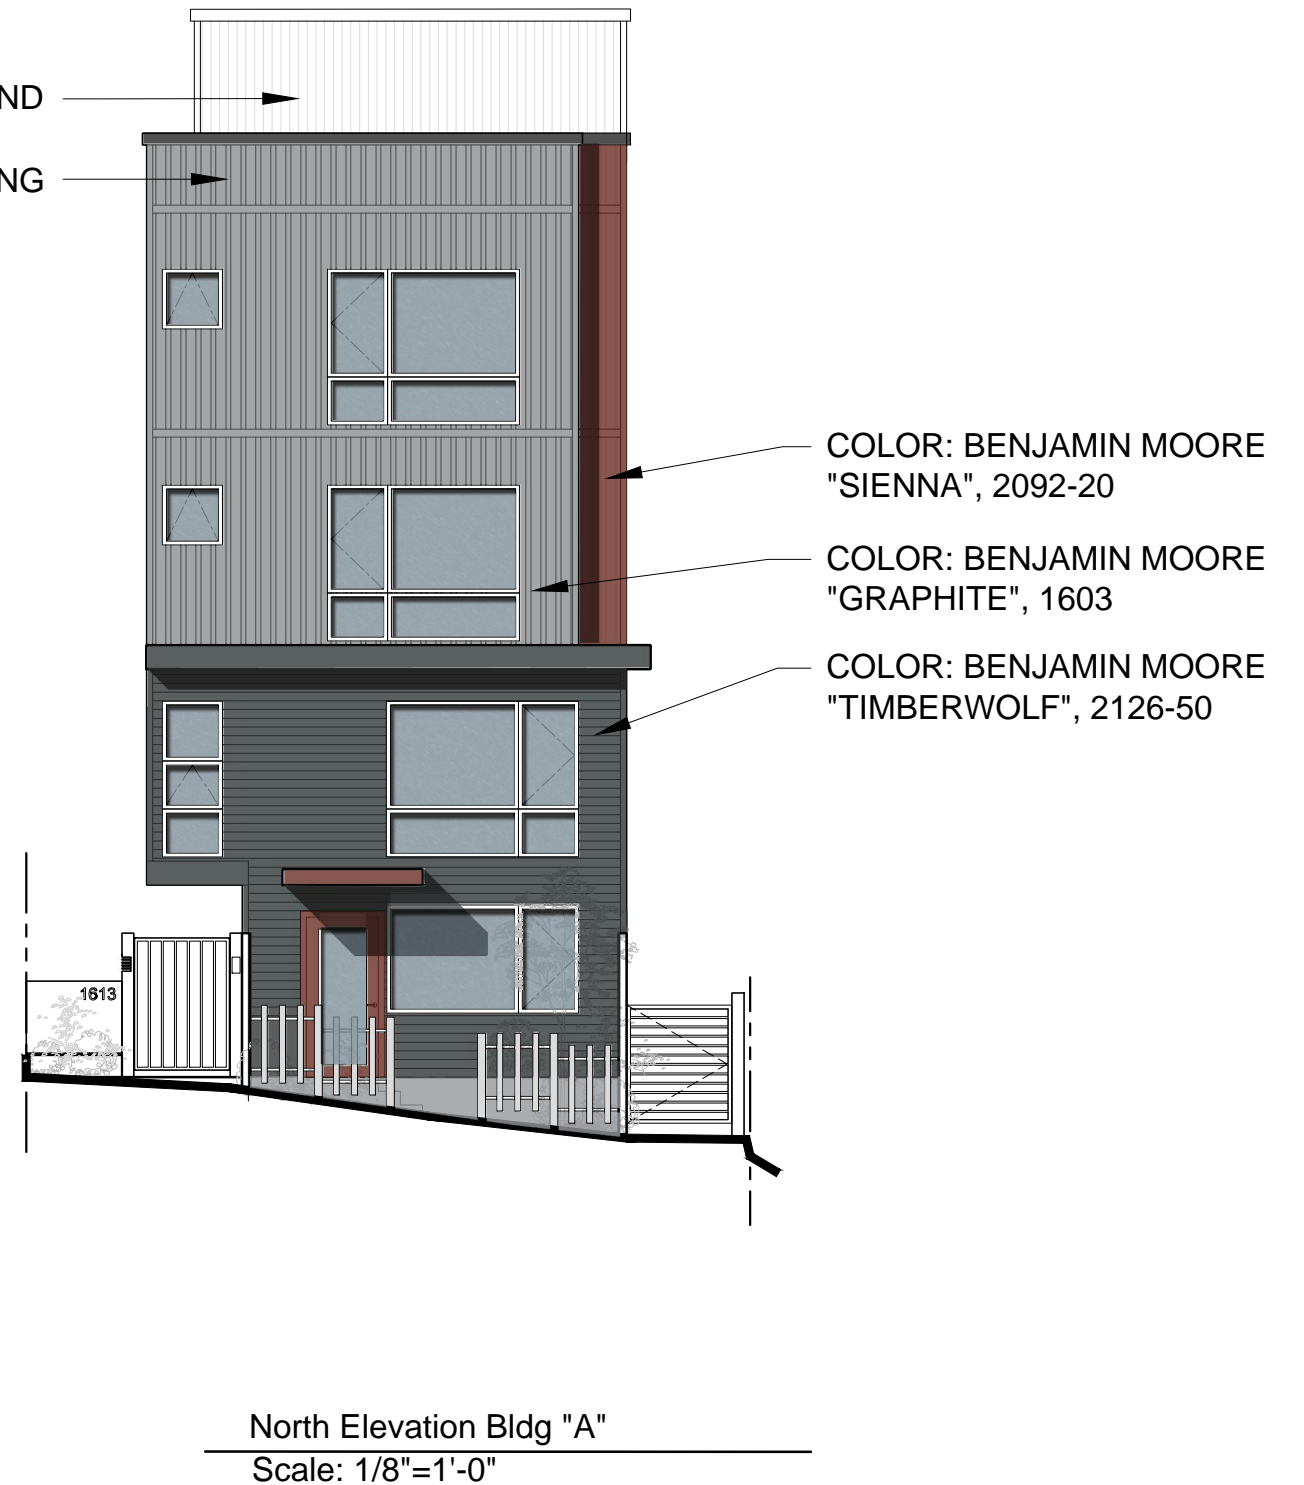 ND
NG
COLOR: BENJAMIN MOORE
"SIENNA", 2092-20
COLOR: BENJAMIN MOORE
"GRAPHITE", 1603
COLOR: BENJAMIN MOORE
"TIMBERWOLF", 2126-50
1613
North Elevation Bldg "A"
Scale: 1/8"=1'-0"